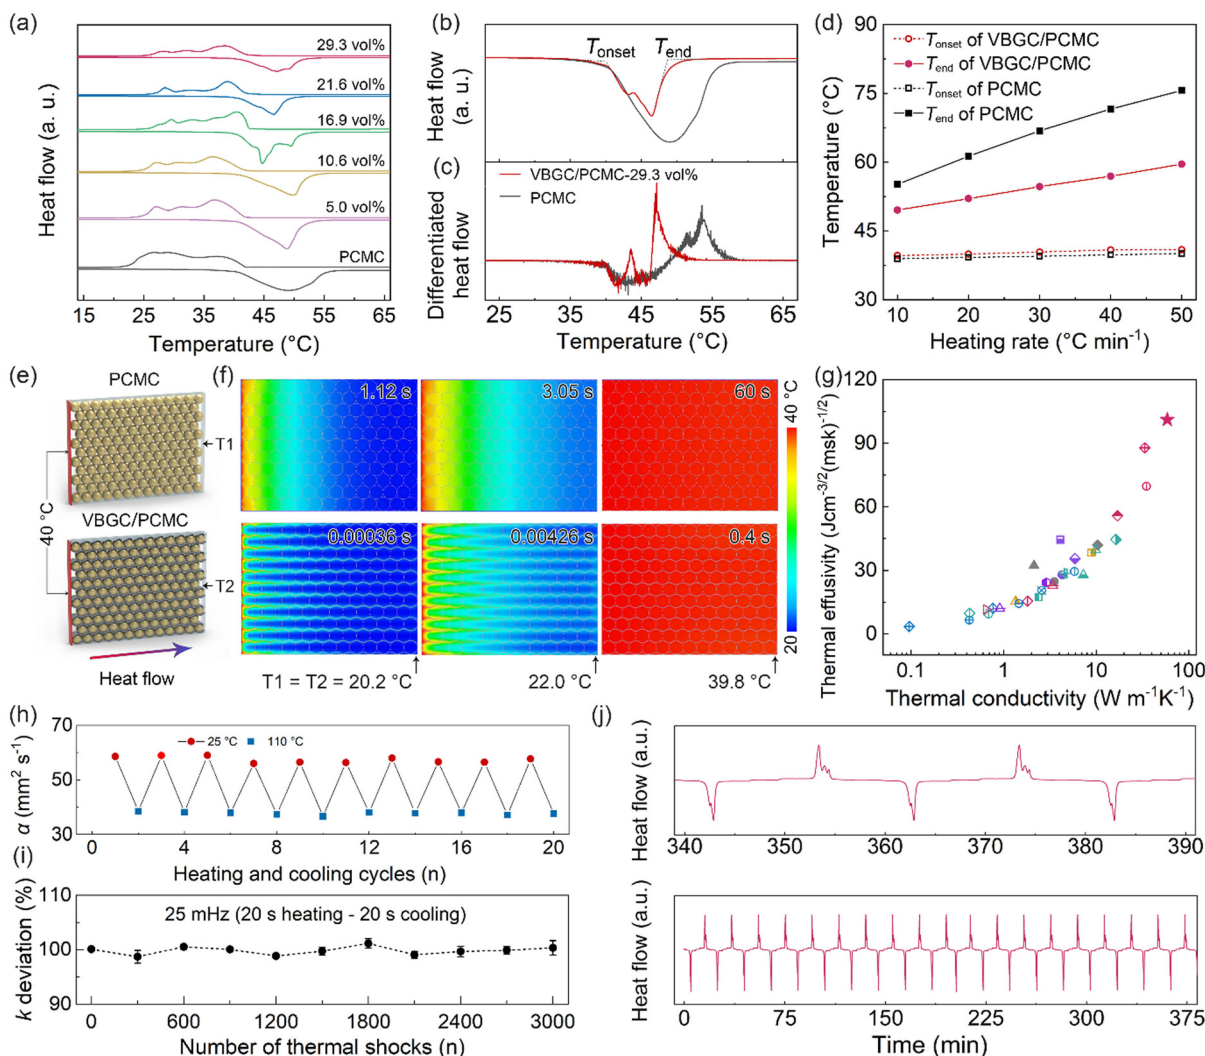 (a)
29.3 vol%
21.6 vol%
16.9 vol%
10.6 vol%
5.0 vol%
PCMC
Heat flow (a. u.)
15 25 35 45 55 65
Temperature (°C)
(b)
Tonset
Tend
Heat flow
(a. u.)
(c)
VBGC/PCMC-29.3 vol%
PCMC
Differentiated
heat flow
25 35 45 55 65
Temperature (°C)
(d)
90
75
60
45
30
Tonset of VBGC/PCMC
Tend of VBGC/PCMC
Tonset of PCMC
Tend of PCMC
Temperature
(°C)
10 20 30 40 50
Heating rate (°C min⁻¹)
(e)
PCMC
T1
40 °C
VBGC/PCMC
T2
Heat flow
(f)
1.12 s
3.05 s
60 s
0.00036 s
0.00426 s
0.4 s
40 °C
20
T1 = T2 = 20.2 °C
22.0 °C
39.8 °C
(g)
120
90
60
30
0
Thermal effusivity (Jcm⁻³/²(msk)⁻¹/²)
0.1 1 10 100
Thermal conductivity (W m⁻¹K⁻¹)
(h)
70
50
30
25 °C
110 °C
α (mm² s⁻¹)
0 4 8 12 16 20
Heating and cooling cycles (n)
(i)
110
100
90
25 mHz (20 s heating - 20 s cooling)
k deviation (%)
0 600 1200 1800 2400 3000
Number of thermal shocks (n)
(j)
Heat flow (a.u.)
340 350 360 370 380 390
Heat flow (a.u.)
0 75 150 225 300 375
Time (min)